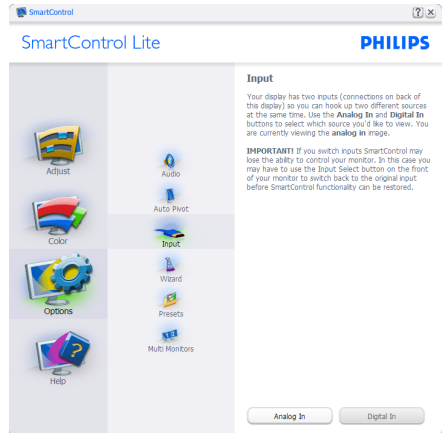 SmartControl
SmartControl Lite
PHILIPS
Adjust
Color
Options
Help
Audio
Auto Pivot
Input
Wizard
Presets
Multi Monitors
Input
Your display has two inputs (connections on back of
this display) so you can hook up two different sources
at the same time. Use the Analog In and Digital In
buttons to select which source you'd like to view. You
are currently viewing the analog in image.
IMPORTANT! If you switch inputs SmartControl may
lose the ability to control your monitor. In this case you
may have to use the Input Select button on the front
of your monitor to switch back to the original input
before SmartControl functionality can be restored.
Analog In
Digital In